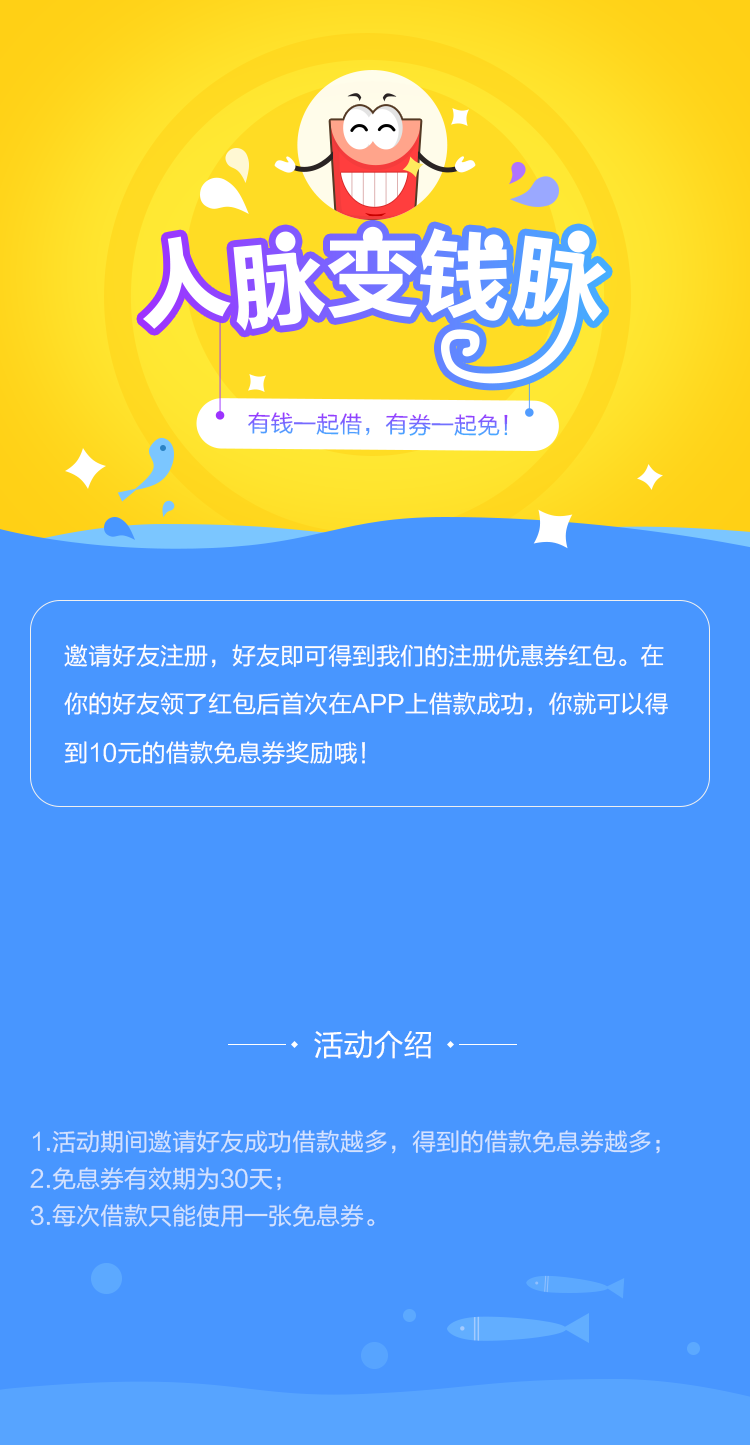 人脉变钱脉
有钱一起借，有券一起免！
邀请好友注册，好友即可得到我们的注册优惠券红包。在
你的好友领了红包后首次在APP上借款成功，你就可以得
到10元的借款免息券奖励哦！
活动介绍
1.活动期间邀请好友成功借款越多，得到的借款免息券越多；
2.免息券有效期为30天；
3.每次借款只能使用一张免息券。